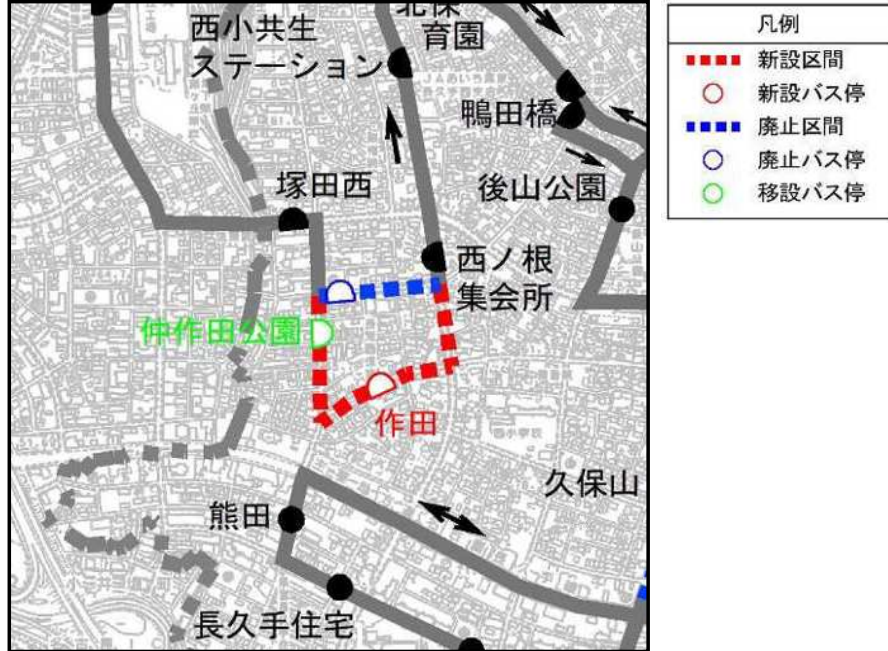 北保
育園
西小共生
ステーション
鴨田橋
後山公園
塚田西
西ノ根
集会所
仲作田公園
作田
久保山
熊田
長久手住宅
凡例
新設区間
新設バス停
廃止区間
廃止バス停
移設バス停